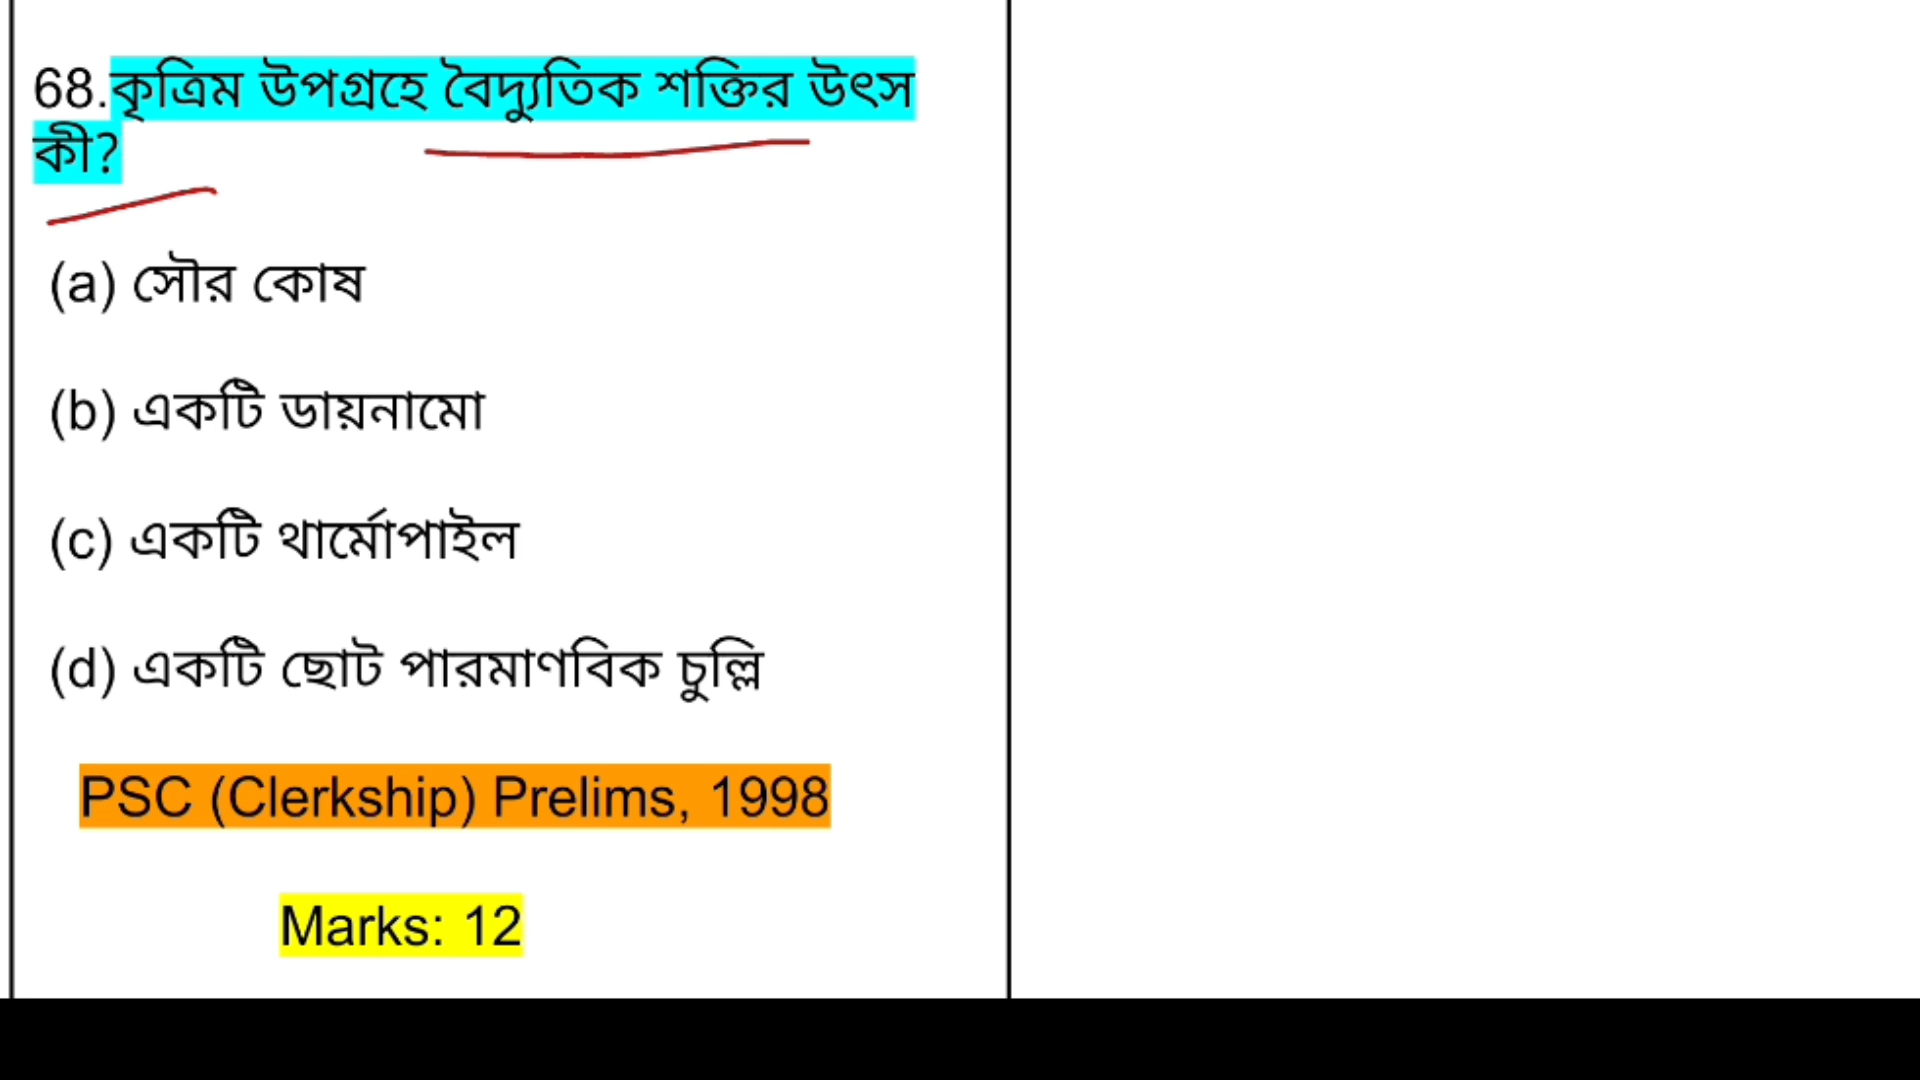 68.কৃত্রিম উপগ্রহে বৈদ্যুতিক শক্তির উৎস
কী?
(a) সৌর কোষ
(b) একটি ডায়নামো
(c) একটি থার্মোপাইল
(d) একটি ছোট পারমাণবিক চুল্লি
PSC (Clerkship) Prelims, 1998
Marks: 12